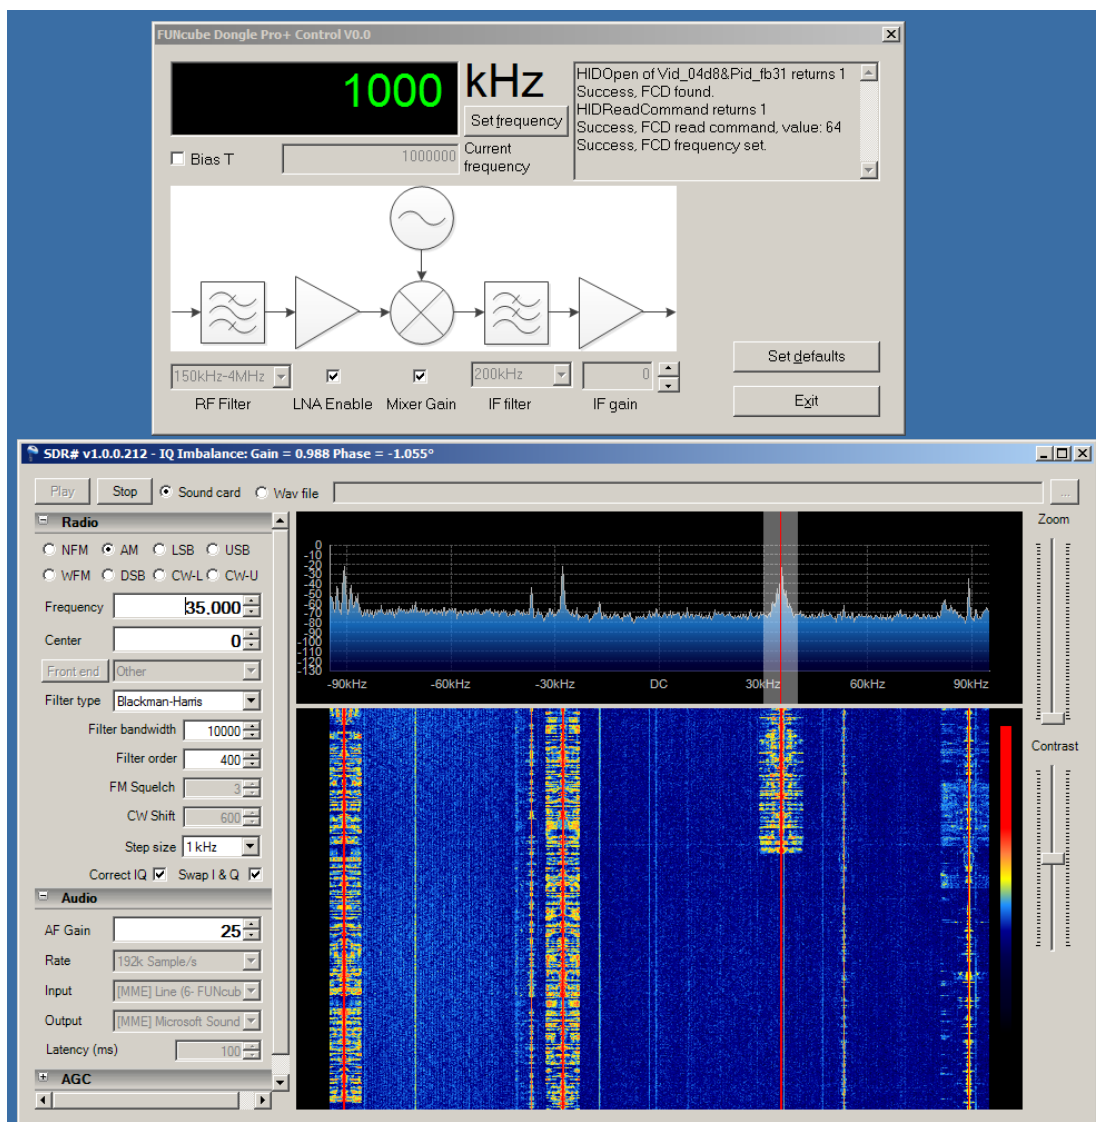 FUNcube Dongle Pro+ Control V0.0
1000 kHz
Set frequency
Bias T
1000000
Current
frequency
HIDOpen of Vid_04d8&Pid_fb31 returns 1
Success, FCD found.
HIDReadCommand returns 1
Success, FCD read command, value: 64
Success, FCD frequency set.
150kHz-4MHz
200kHz
0
RF Filter
LNA Enable
Mixer Gain
IF filter
IF gain
Set defaults
Exit
SDR# v1.0.0.212 - IQ Imbalance: Gain = 0.988 Phase = -1.055°
Play
Stop
Sound card
Wav file
...
Radio
NFM AM LSB USB
WFM DSB CW-L CW-U
Frequency 35.000
Center 0
Front end Other
Filter type Blackman-Harris
Filter bandwidth 10000
Filter order 400
FM Squelch 3
CW Shift 600
Step size 1 kHz
Correct IQ Swap I & Q
Audio
AF Gain 25
Rate 192k Sample/s
Input [MME] Line (6- FUNcub
Output [MME] Microsoft Sound
Latency (ms) 100
AGC
0
-10
-20
-30
-40
-50
-60
-70
-80
-90
-100
-110
-120
-130
-90kHz -60kHz -30kHz DC 30kHz 60kHz 90kHz
Zoom
Contrast